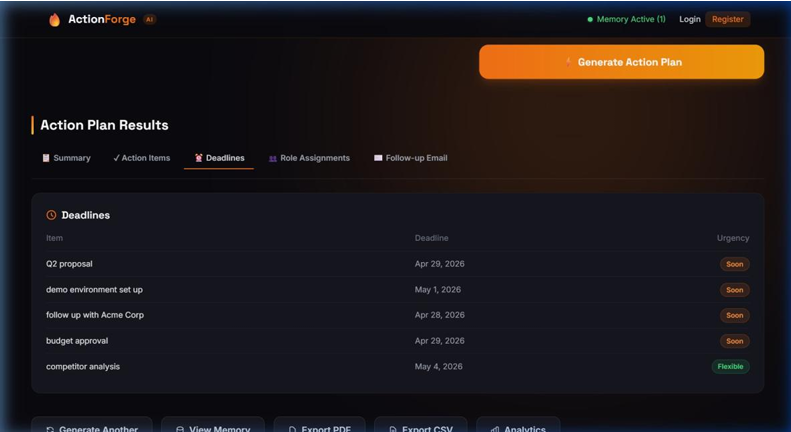 ActionForge AI Memory Active (1) Login Register
Generate Action Plan
Action Plan Results
Summary Action Items Deadlines Role Assignments Follow-up Email
Deadlines
Item Deadline Urgency
Q2 proposal Apr 29, 2026 Soon
demo environment set up May 1, 2026 Soon
follow up with Acme Corp Apr 28, 2026 Soon
budget approval Apr 29, 2026 Soon
competitor analysis May 4, 2026 Flexible
Generate Another View Memory Export PDF Export CSV Analytics